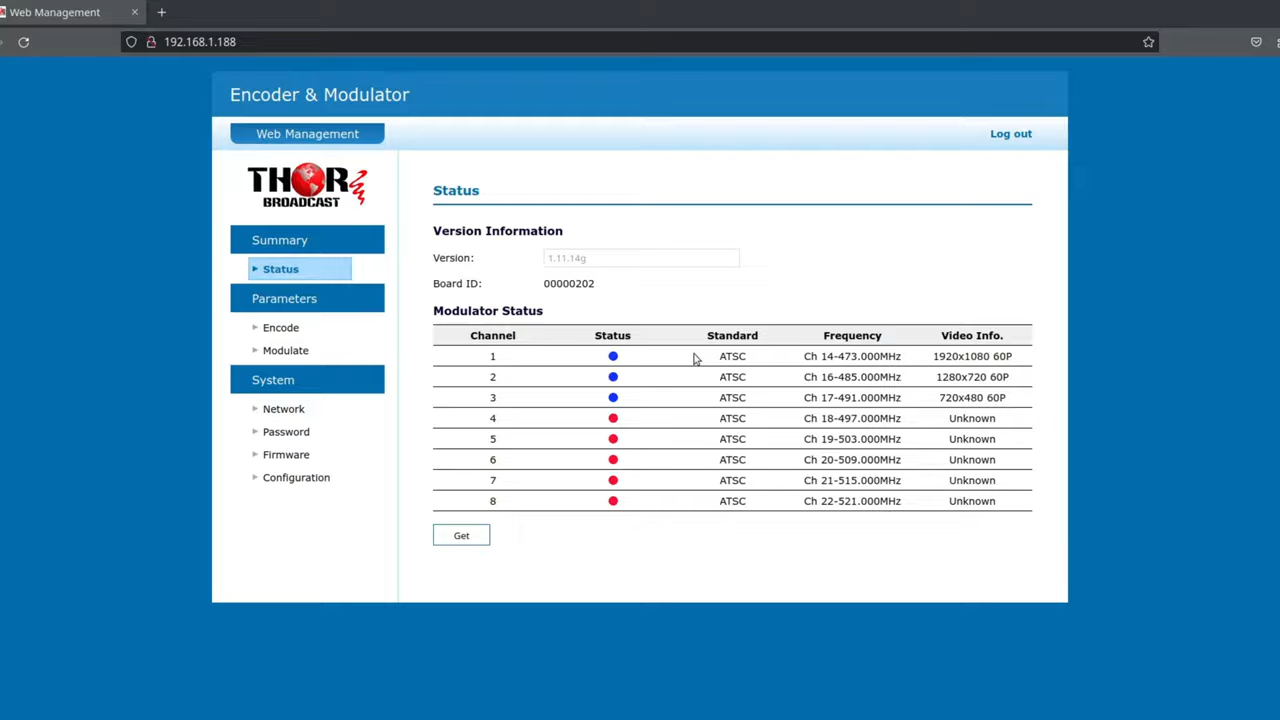 Web Management
192.168.1.188
Encoder & Modulator
Web Management
Log out
THOR
BROADCAST
Summary
Status
Parameters
Encode
Modulate
System
Network
Password
Firmware
Configuration
Status
Version Information
Version: 1.11.14g
Board ID: 00000202
Modulator Status
Channel Status Standard Frequency Video Info.
1 ATSC Ch 14-473.000MHz 1920x1080 60P
2 ATSC Ch 16-485.000MHz 1280x720 60P
3 ATSC Ch 17-491.000MHz 720x480 60P
4 ATSC Ch 18-497.000MHz Unknown
5 ATSC Ch 19-503.000MHz Unknown
6 ATSC Ch 20-509.000MHz Unknown
7 ATSC Ch 21-515.000MHz Unknown
8 ATSC Ch 22-521.000MHz Unknown
Get